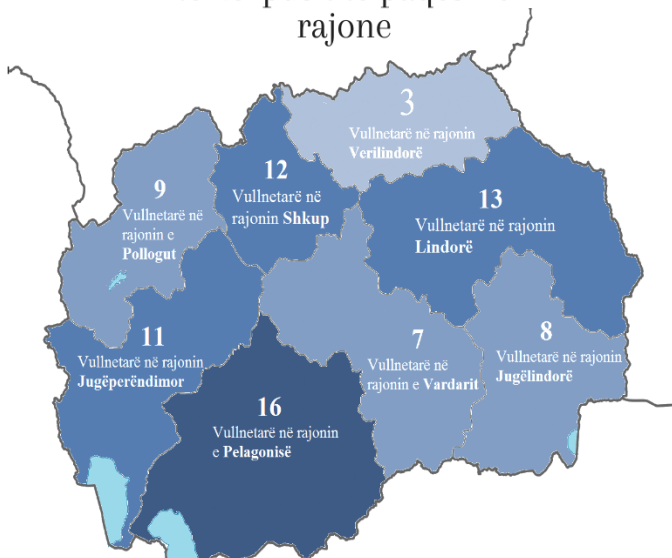 rajone
3
Vullnetarë në rajonin
Verilindorë
12
Vullnetarë në
rajonin Shkup
9
Vullnetarë në
rajonin e
Pollogut
13
Vullnetarë në rajonin
Lindorë
11
Vullnetarë në rajonin
Jugëperëndimor
7
Vullnetarë në
rajonin e Vardarit
8
Vullnetarë në rajonin
Jugëlindorë
16
Vullnetarë në rajonin
e Pelagonisë